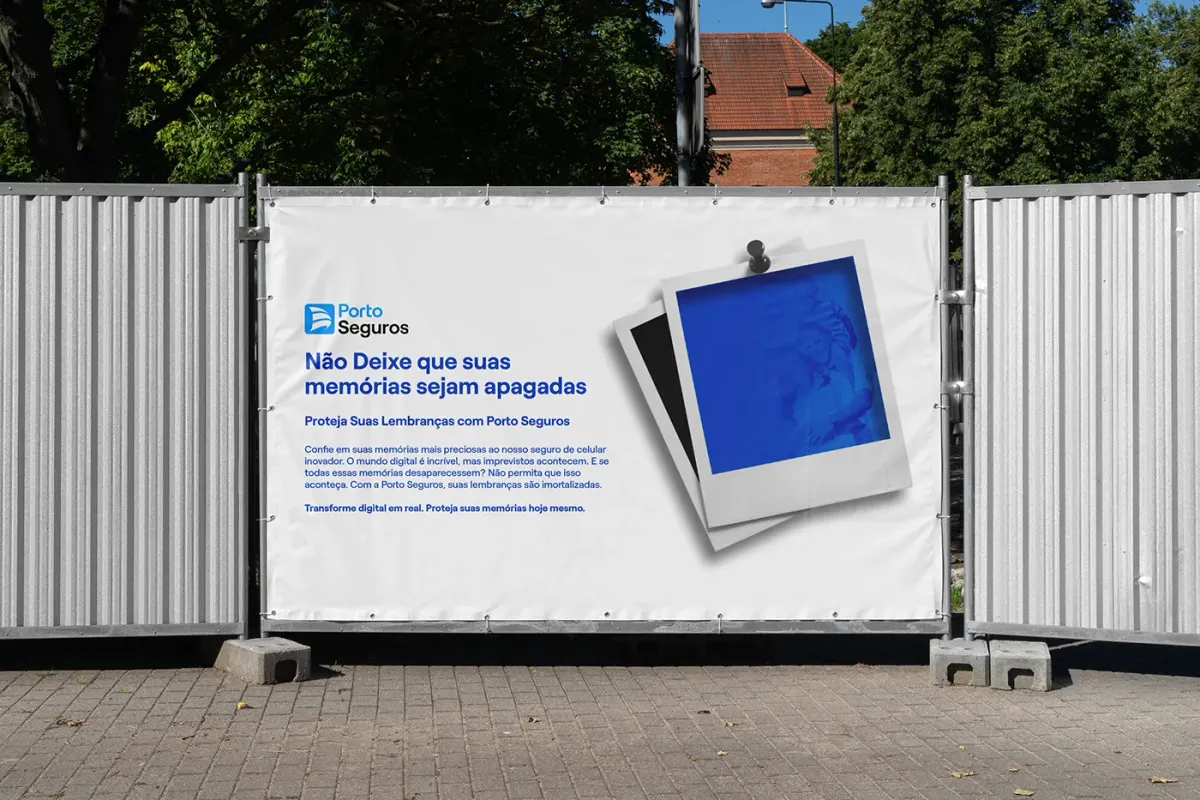 Porto
Seguros
Não Deixe que suas
memórias sejam apagadas
Proteja Suas Lembranças com Porto Seguros
Confie em suas memórias mais preciosas ao nosso seguro de celular
inovador. O mundo digital é incrível, mas imprevistos acontecem. E se
todas essas memórias desaparecessem? Não permita que isso
aconteça. Com a Porto Seguros, suas lembranças são imortalizadas.
Transforme digital em real. Proteja suas memórias hoje mesmo.